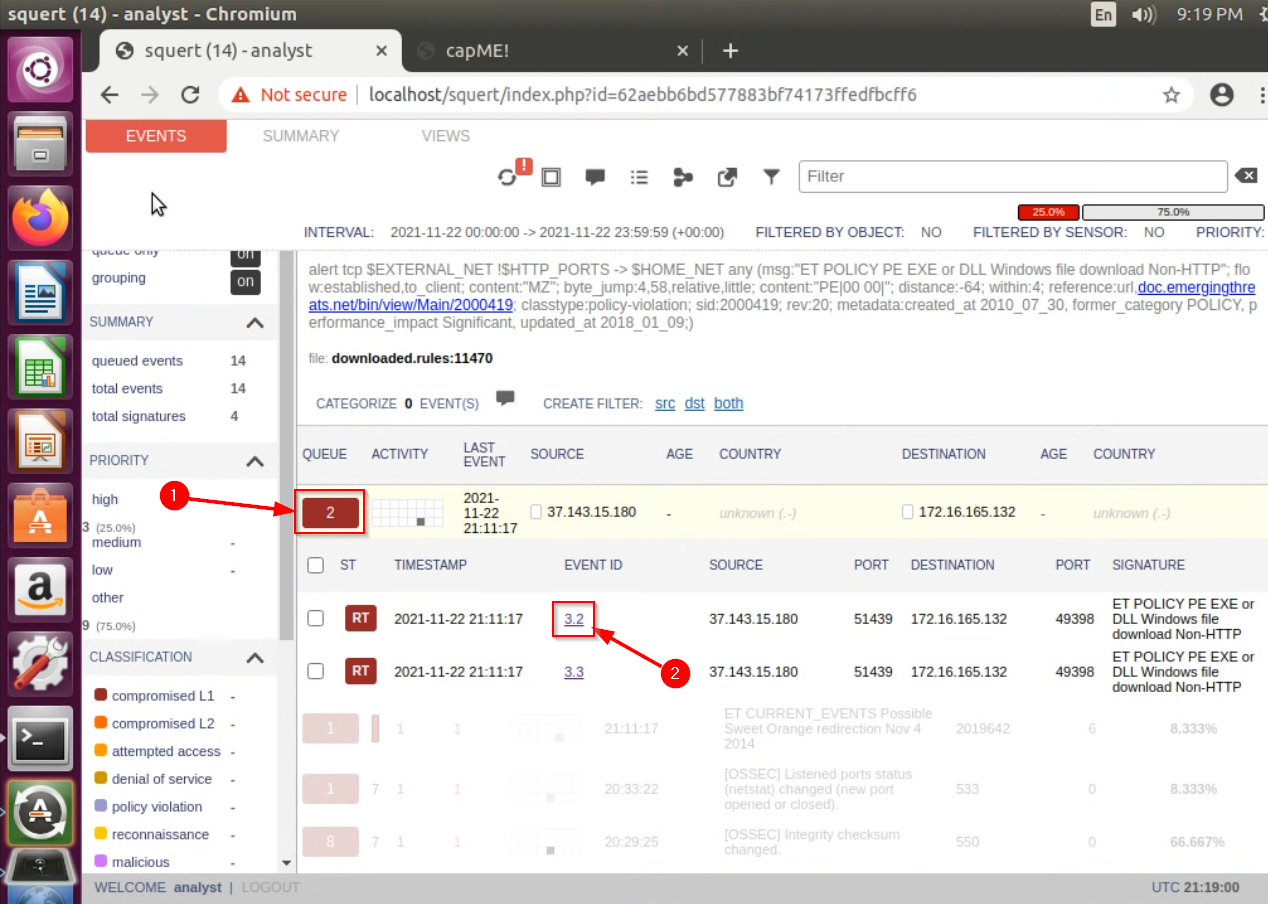 squert (14) - analyst - Chromium
En
9:19 PM
squert (14) - analyst
capME!
Not secure
localhost/squert/index.php?id=62aebb6bd577883bf74173ffedfbcff6
EVENTS
SUMMARY
VIEWS
!
Filter
25.0%
75.0%
INTERVAL: 2021-11-22 00:00:00 -> 2021-11-22 23:59:59 (+00:00) FILTERED BY OBJECT: NO FILTERED BY SENSOR: NO PRIORITY:
queue only on
grouping on
SUMMARY
queued events 14
total events 14
total signatures 4
PRIORITY
high
3 (25.0%)
medium -
low -
other
9 (75.0%)
CLASSIFICATION
compromised L1 -
compromised L2 -
attempted access -
denial of service -
policy violation -
reconnaissance -
malicious -
alert tcp $EXTERNAL_NET !$HTTP_PORTS -> $HOME_NET any (msg:"ET POLICY PE EXE or DLL Windows file download Non-HTTP"; flo
w:established,to_client; content:"MZ"; byte_jump:4,58,relative,little; content:"PE|00 00|"; distance:-64; within:4; reference:url,doc.emergingthre
ats.net/bin/view/Main/2000419; classtype:policy-violation; sid:2000419; rev:20; metadata:created_at 2010_07_30, former_category POLICY, p
erformance_impact Significant, updated_at 2018_01_09;)
file: downloaded.rules:11470
CATEGORIZE 0 EVENT(S)
CREATE FILTER: src dst both
QUEUE ACTIVITY LAST EVENT SOURCE AGE COUNTRY DESTINATION AGE COUNTRY
1
2
2021-
11-22
21:11:17
37.143.15.180 - unknown (.-) 172.16.165.132 - unknown (.-)
ST TIMESTAMP EVENT ID SOURCE PORT DESTINATION PORT SIGNATURE
RT 2021-11-22 21:11:17 3.2 37.143.15.180 51439 172.16.165.132 49398
ET POLICY PE EXE or
DLL Windows file
download Non-HTTP
2
RT 2021-11-22 21:11:17 3.3 37.143.15.180 51439 172.16.165.132 49398
ET POLICY PE EXE or
DLL Windows file
download Non-HTTP
1 1 1 21:11:17
ET CURRENT_EVENTS Possible
Sweet Orange redirection Nov 4
2014
2019642 6 8.333%
1 7 1 1 20:33:22
[OSSEC] Listened ports status
(netstat) changed (new port
opened or closed).
533 0 8.333%
8 7 1 1 20:29:25
[OSSEC] Integrity checksum
changed.
550 0 66.667%
WELCOME analyst | LOGOUT
UTC 21:19:00